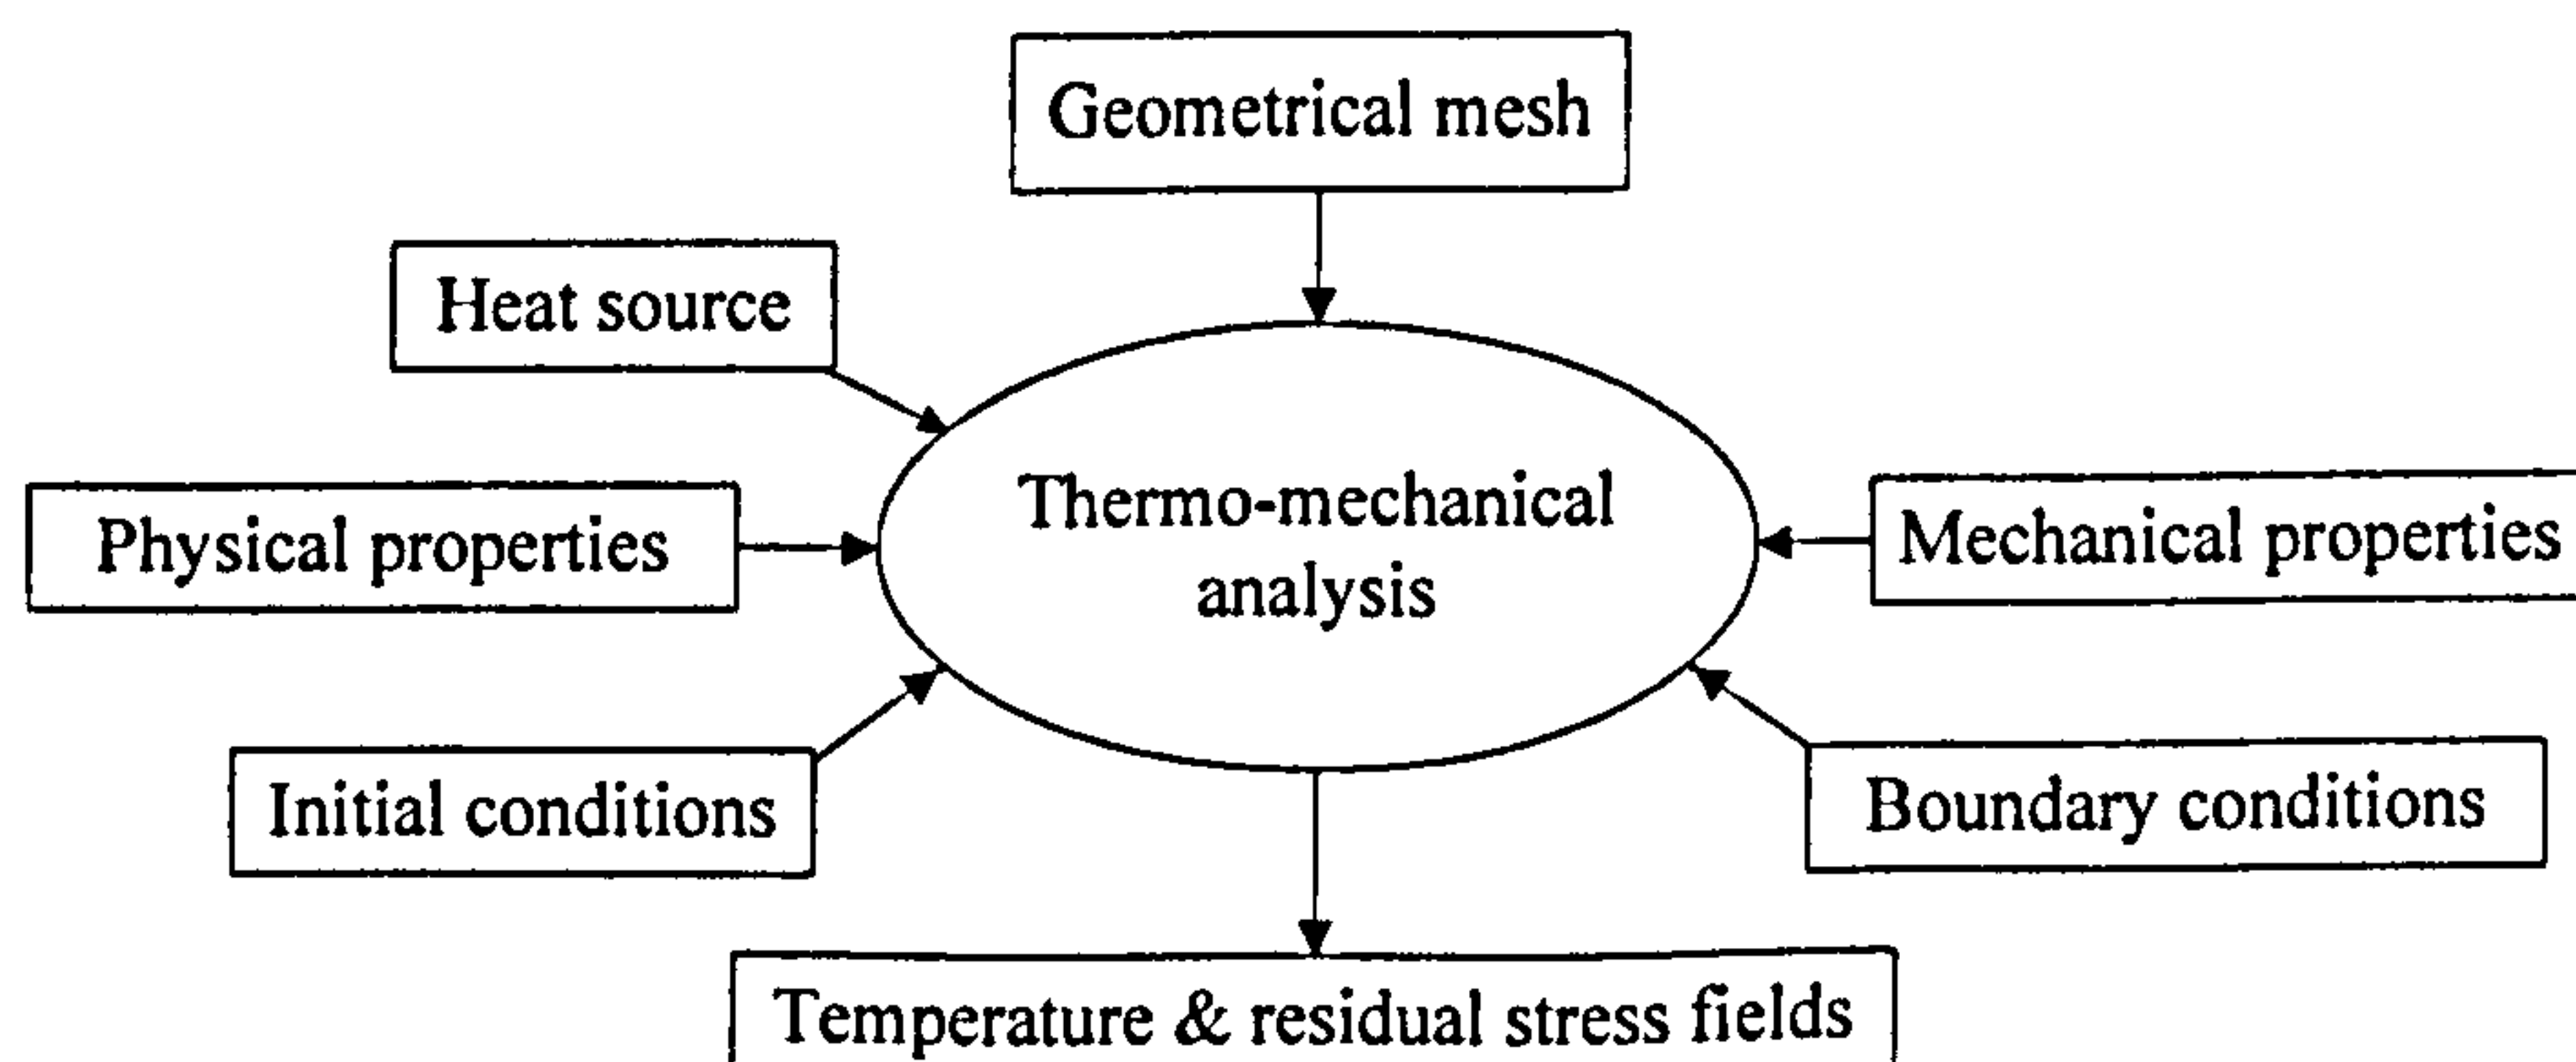 Geometrical mesh
Heat source
Thermo-mechanical
analysis
Physical properties
Mechanical properties
Initial conditions
Boundary conditions
Temperature & residual stress fields